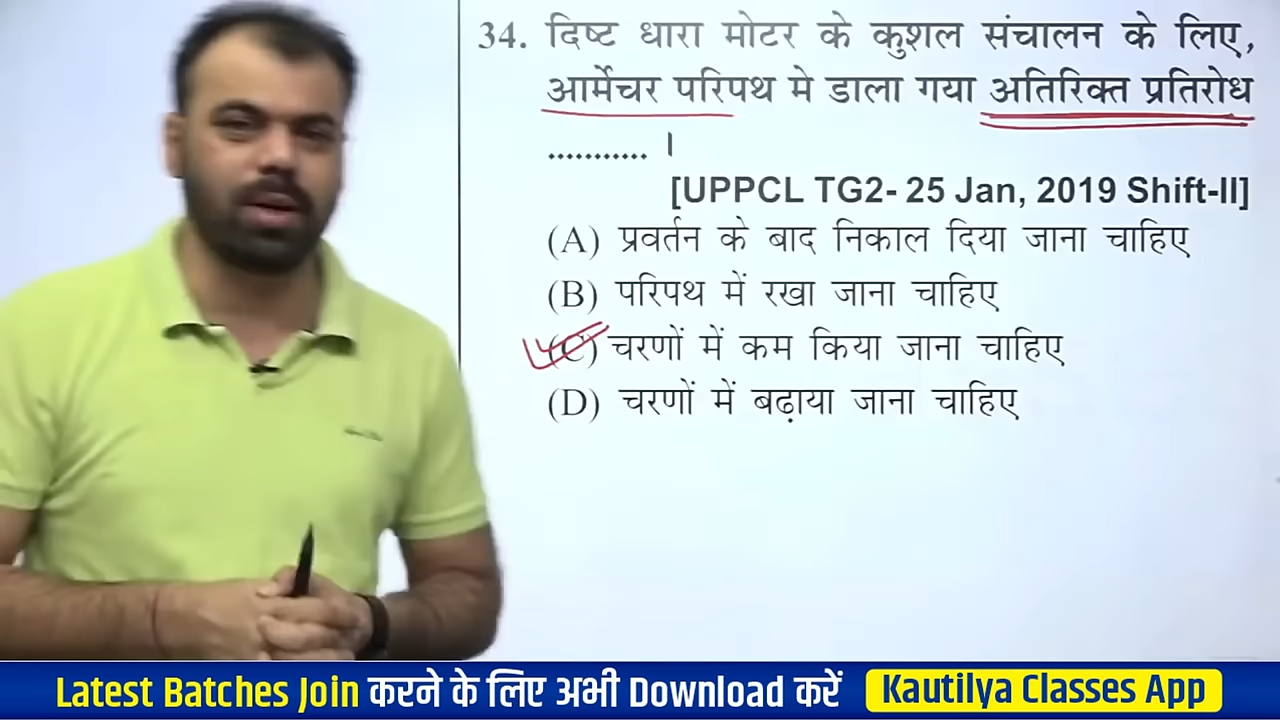 34. दिष्ट धारा मोटर के कुशल संचालन के लिए,
आर्मेचर परिपथ मे डाला गया अतिरिक्त प्रतिरोध
........... ।
[UPPCL TG2- 25 Jan, 2019 Shift-II]
(A) प्रवर्तन के बाद निकाल दिया जाना चाहिए
(B) परिपथ में रखा जाना चाहिए
(C) चरणों में कम किया जाना चाहिए
(D) चरणों में बढ़ाया जाना चाहिए
Latest Batches Join करने के लिए अभी Download करें Kautilya Classes App